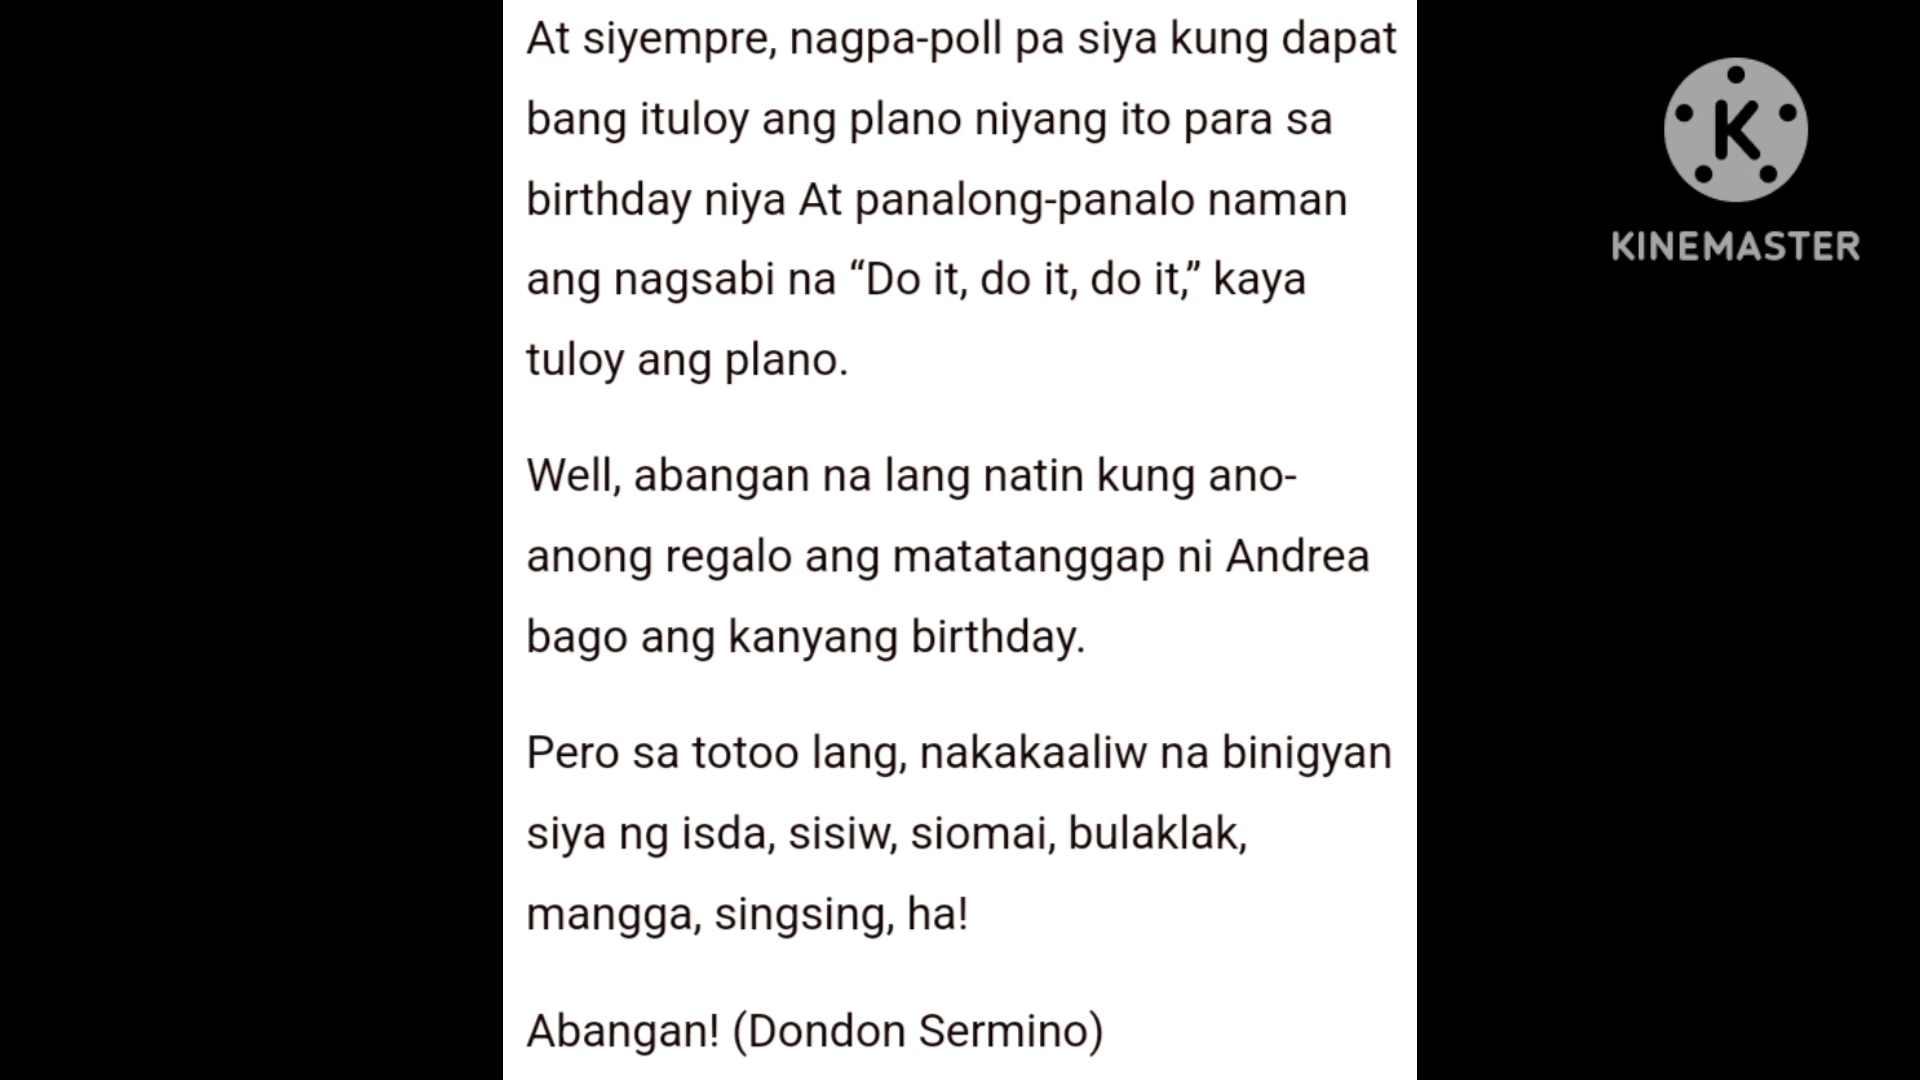 At siyempre, nagpa-poll pa siya kung dapat
bang ituloy ang plano niyang ito para sa
birthday niya At panalong-panalo naman
ang nagsabi na “Do it, do it, do it,” kaya
tuloy ang plano.
Well, abangan na lang natin kung ano-
anong regalo ang matatanggap ni Andrea
bago ang kanyang birthday.
Pero sa totoo lang, nakakaaliw na binigyan
siya ng isda, sisiw, siomai, bulaklak,
mangga, singsing, ha!
Abangan! (Dondon Sermino)
K
KINEMASTER